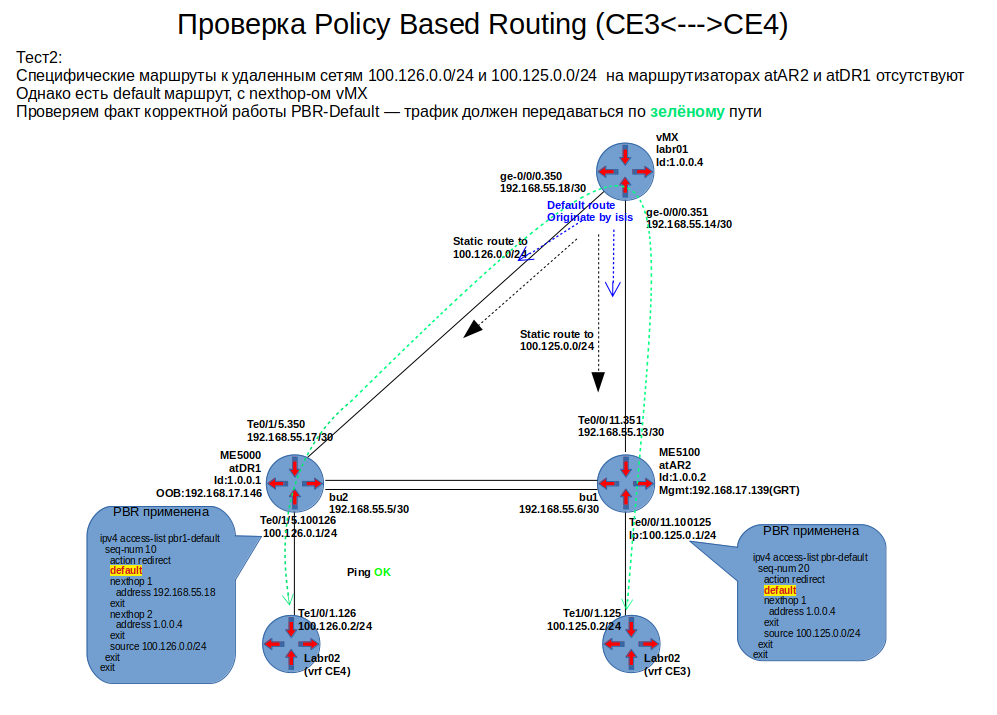 Проверка Policy Based Routing (CE3<--->CE4)
Тест2:
Специфические маршруты к удаленным сетям 100.126.0.0/24 и 100.125.0.0/24 на маршрутизаторах atAR2 и atDR1 отсутствуют
Однако есть default маршрут, с nexthop-ом vMX
Проверяем факт корректной работы PBR-Default — трафик должен передаваться по зелёному пути
vMX
labr01
Id:1.0.0.4
ge-0/0/0.350
192.168.55.18/30
Default route
Originate by isis
ge-0/0/0.351
192.168.55.14/30
Static route to
100.126.0.0/24
Static route to
100.125.0.0/24
Te0/1/5.350
192.168.55.17/30
Te0/0/11.351
192.168.55.13/30
ME5000
atDR1
Id:1.0.0.1
OOB:192.168.17.146
ME5100
atAR2
Id:1.0.0.2
Mgmt:192.168.17.139(GRT)
bu2
192.168.55.5/30
bu1
192.168.55.6/30
Te0/1/5.100126
100.126.0.1/24
Te0/0/11.100125
Ip:100.125.0.1/24
PBR применена
ipv4 access-list pbr1-default
seq-num 10
action redirect
default
nexthop 1
address 192.168.55.18
exit
nexthop 2
address 1.0.0.4
exit
source 100.126.0.0/24
exit
exit
Ping OK
PBR применена
ipv4 access-list pbr-default
seq-num 20
action redirect
default
nexthop 1
address 1.0.0.4
exit
source 100.125.0.0/24
exit
exit
Te1/0/1.126
100.126.0.2/24
Labr02
(vrf CE4)
Te1/0/1.125
100.125.0.2/24
Labr02
(vrf CE3)